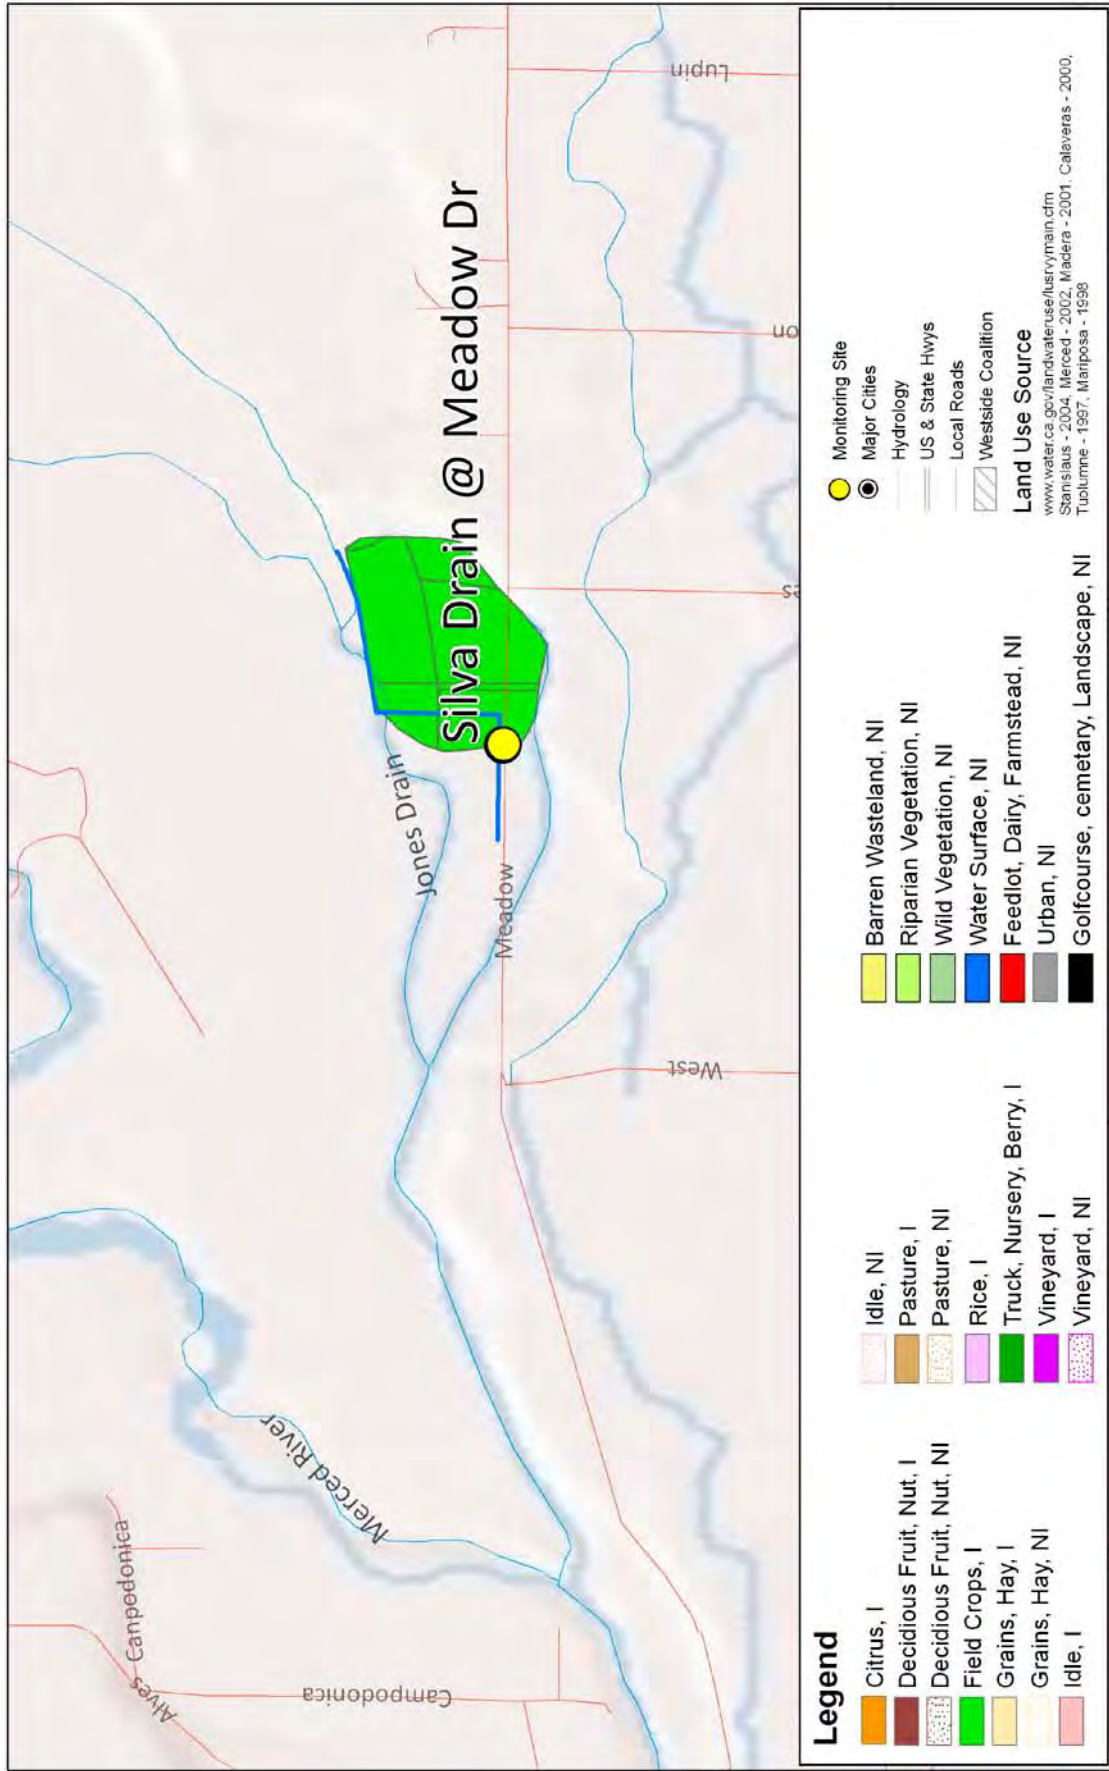 Alves
Canpodonica
Campodonica
Merced River
West
Jones Drain
Meadow
Silva Drain @ Meadow Dr
es
on
Lupin
Legend
Citrus, I
Decidious Fruit, Nut, I
Decidious Fruit, Nut, NI
Field Crops, I
Grains, Hay, I
Grains, Hay, NI
Idle, I
Idle, NI
Pasture, I
Pasture, NI
Rice, I
Truck, Nursery, Berry, I
Vineyard, I
Vineyard, NI
Barren Wasteland, NI
Riparian Vegetation, NI
Wild Vegetation, NI
Water Surface, NI
Feedlot, Dairy, Farmstead, NI
Urban, NI
Golfcourse, cemetary, Landscape, NI
Monitoring Site
Major Cities
Hydrology
US & State Hwys
Local Roads
Westside Coalition
Land Use Source
www.water.ca.gov/landwateruse/lusrvymain.cfm
Stanislaus - 2004, Merced - 2002, Madera - 2001, Calaveras - 2000,
Tuolumne - 1997, Mariposa - 1998